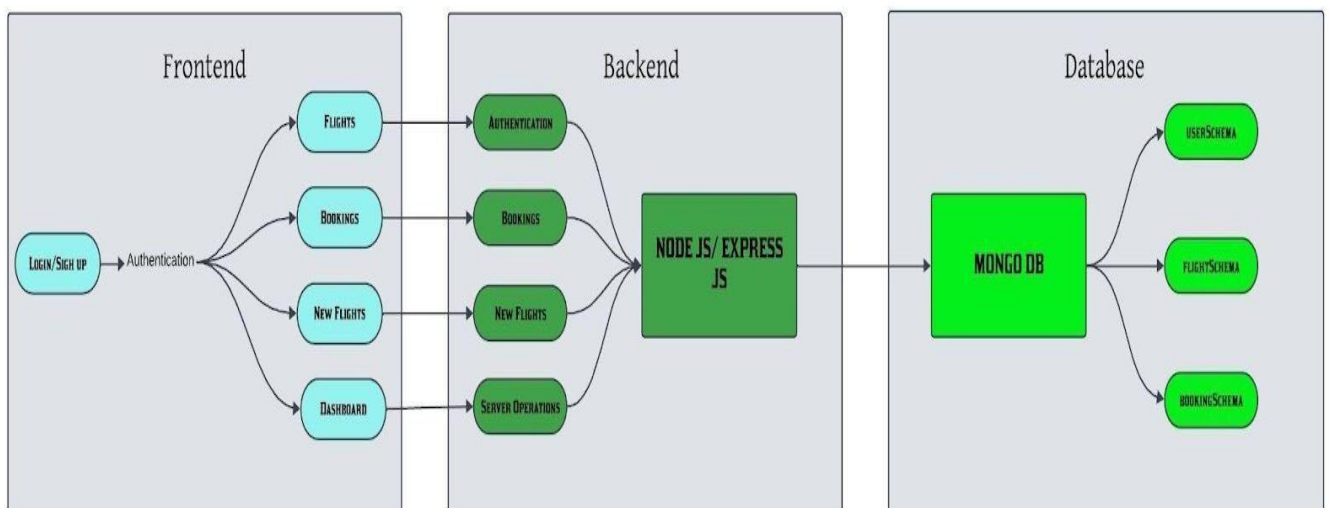 Frontend
Login/Sigh up
Authentication
Flights
Bookings
New Flights
Dashboard
Backend
Authentication
Bookings
New Flights
Server Operations
NODE JS/ EXPRESS
JS
Database
MONGO DB
userSchema
flightSchema
bookingSchema